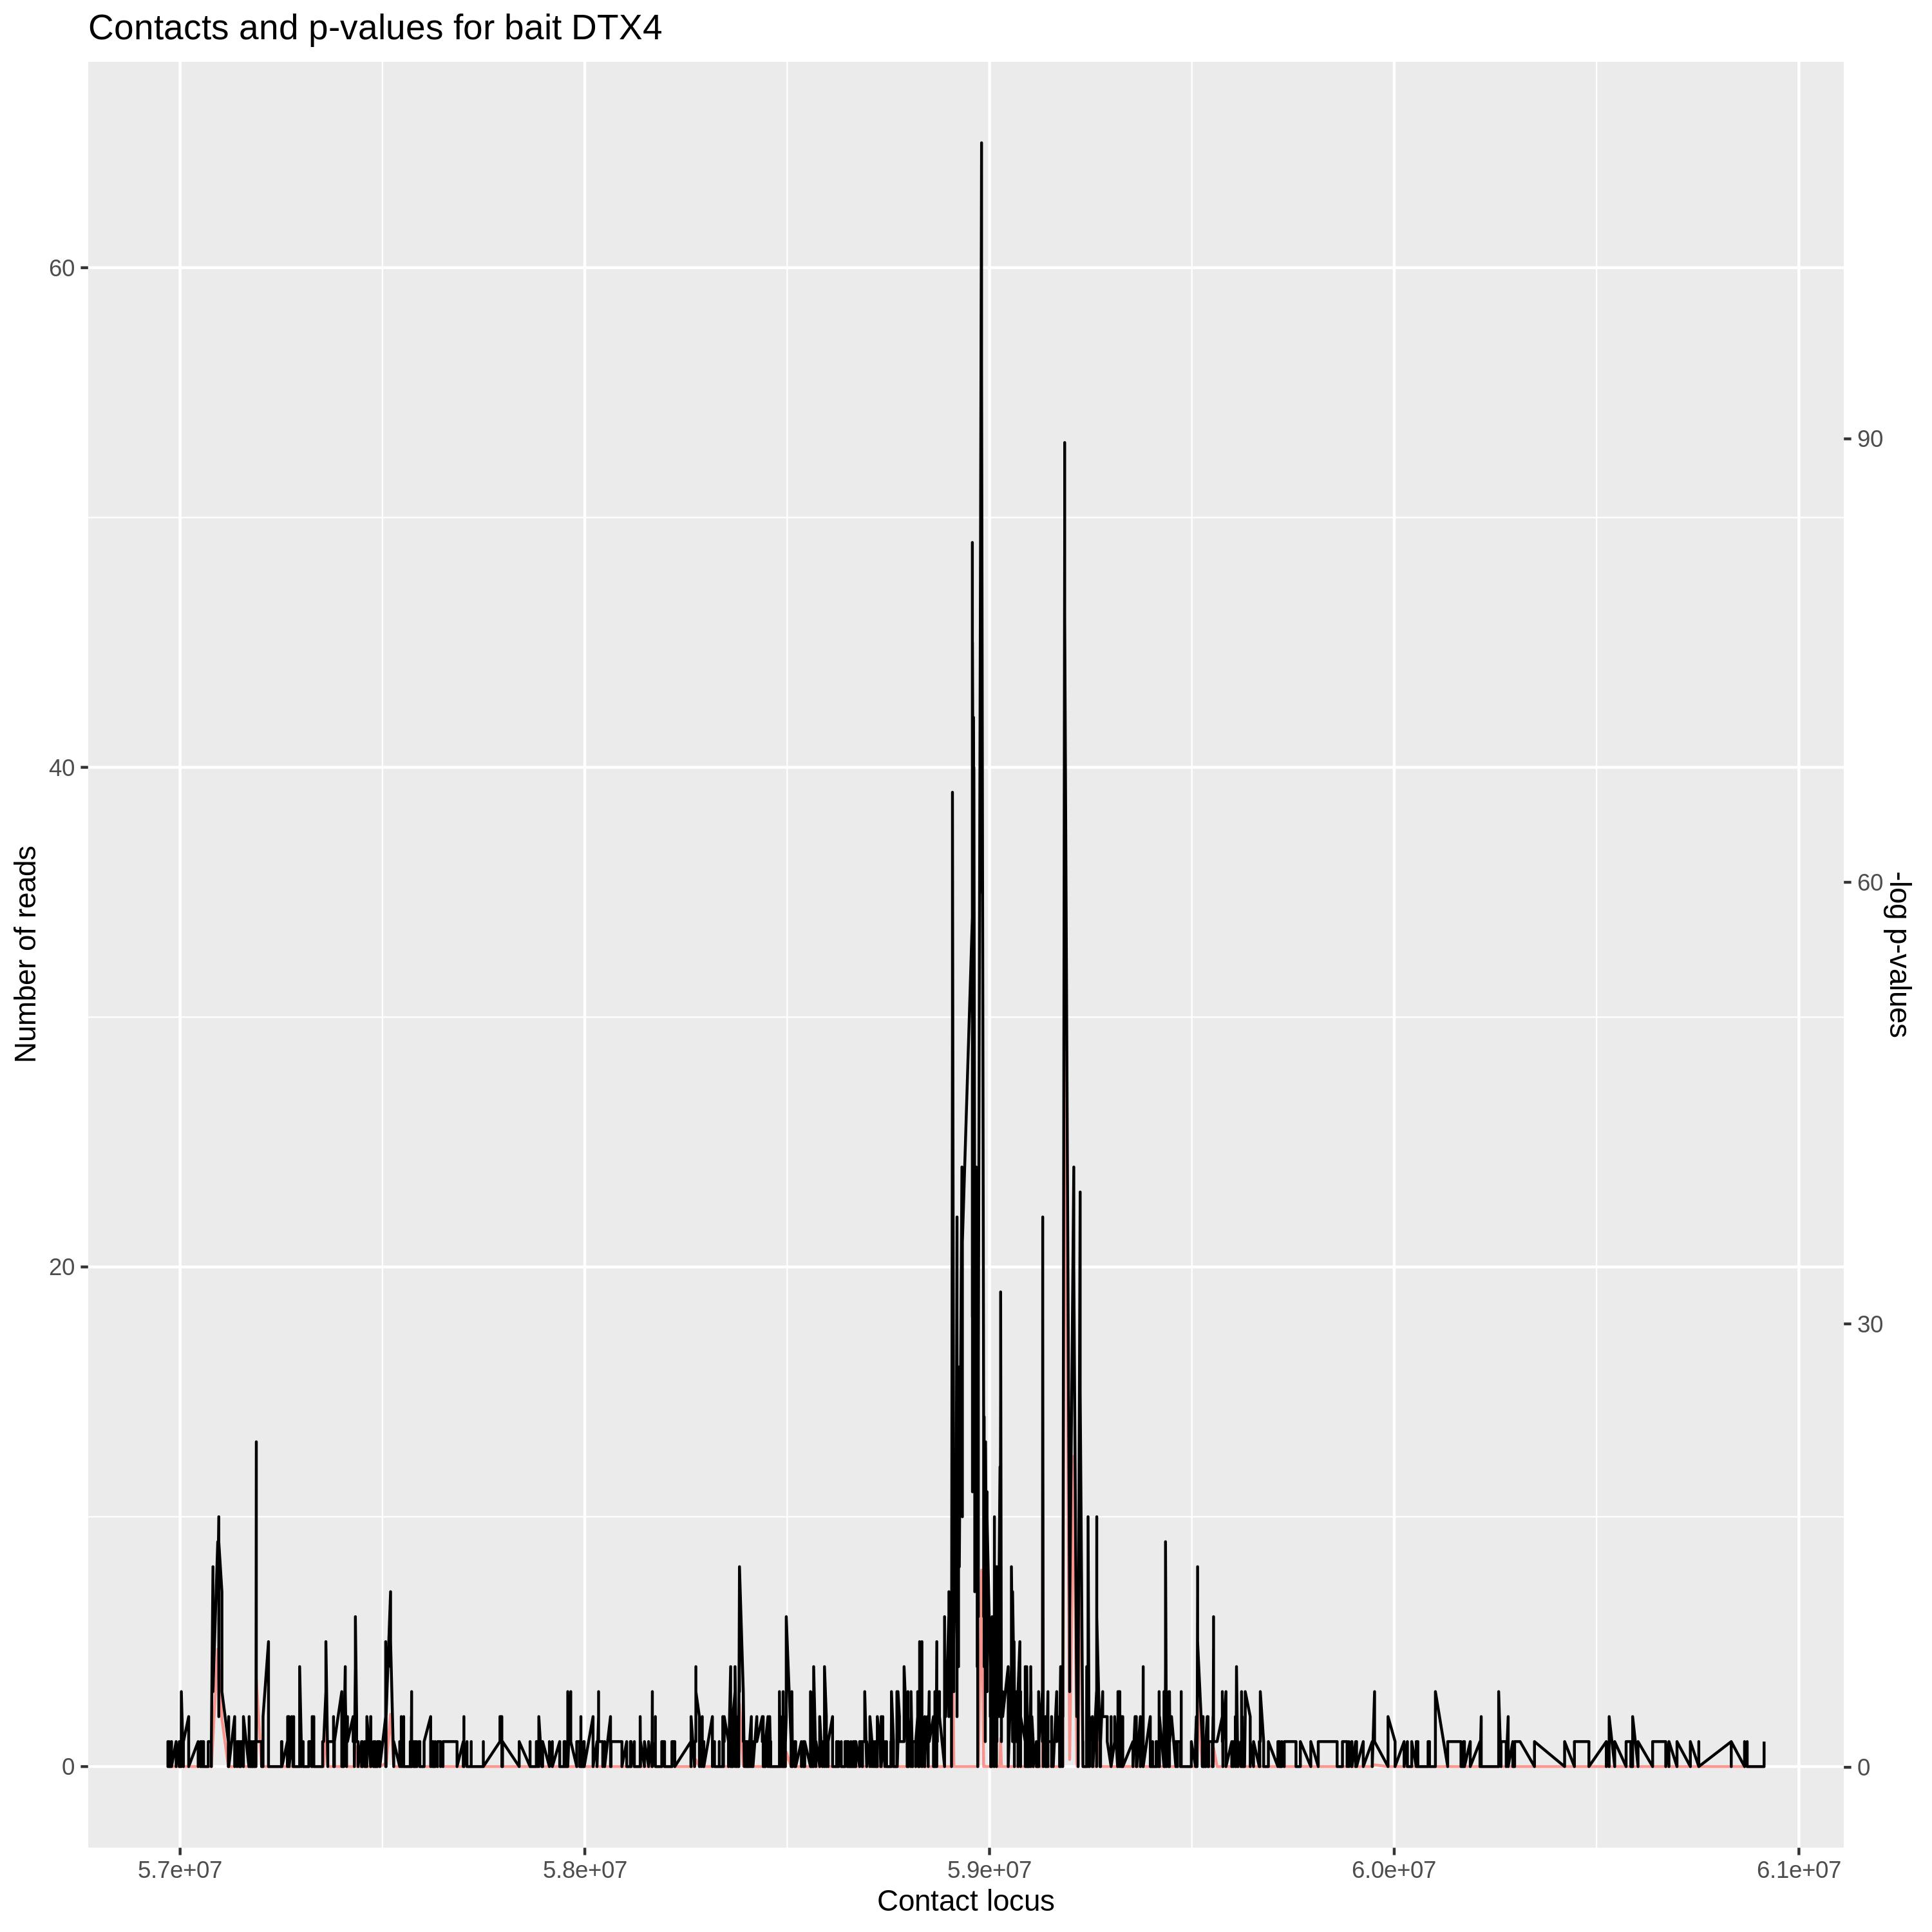 Contacts and p-values for bait DTX4
60
40
20
0
Number of reads
90
60
30
0
-log p-values
5.7e+07 5.8e+07 5.9e+07 6.0e+07 6.1e+07
Contact locus